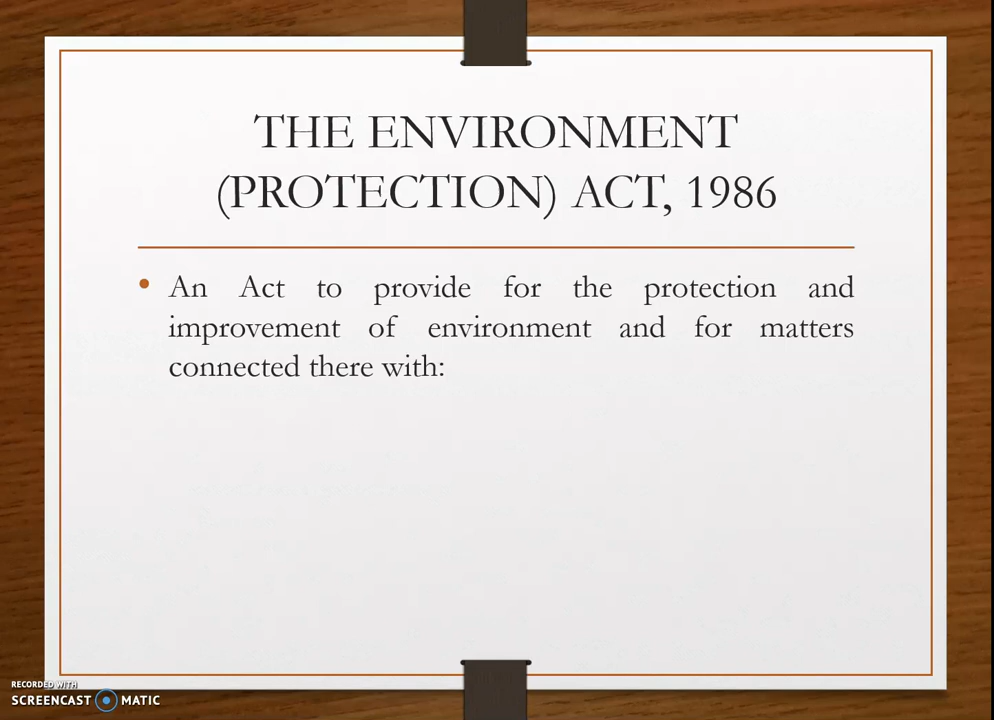 THE ENVIRONMENT
(PROTECTION) ACT, 1986
• An Act to provide for the protection and
improvement of environment and for matters
connected there with:
RECORDED WITH
SCREENCAST MATIC